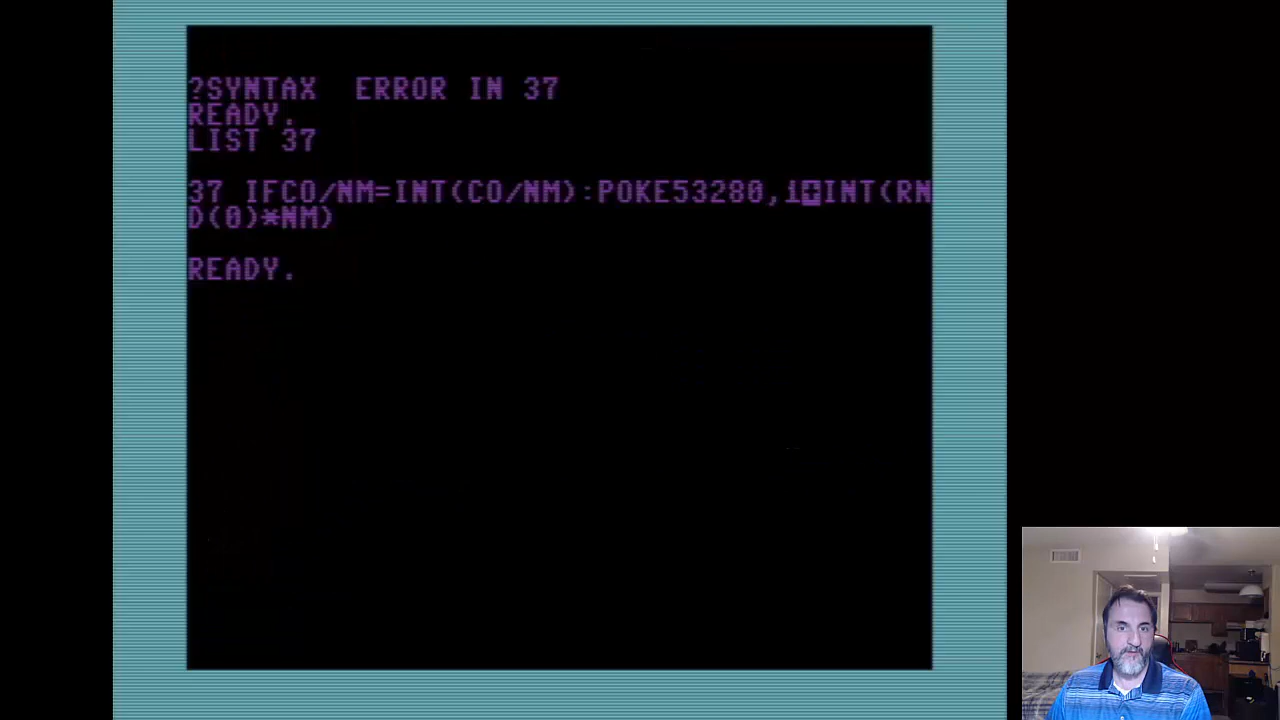 ?SYNTAX  ERROR IN 37
READY.
LIST 37
37 IFCO/NM=INT(CO/NM):POKE53280,1+INT(RN
D(0)*NM)
READY.